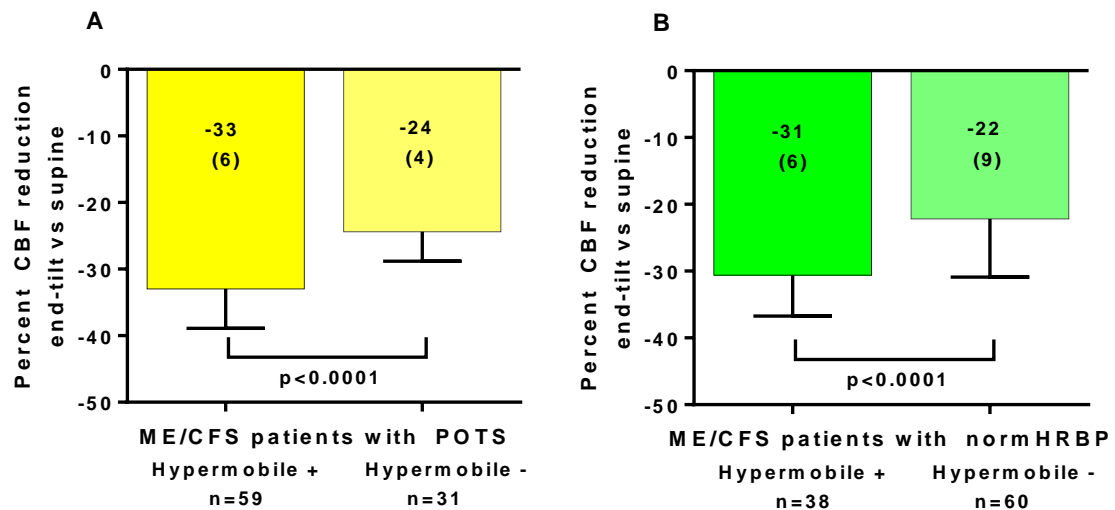 A
Percent CBF reduction
end-tilt vs supine
0
-10
-20
-30
-40
-50
-33
(6)
-24
(4)
p<0.0001
ME/CFS patients with POTS
Hypermobile +
n=59
Hypermobile -
n=31
B
Percent CBF reduction
end-tilt vs supine
0
-10
-20
-30
-40
-50
-31
(6)
-22
(9)
p<0.0001
ME/CFS patients with normHRBP
Hypermobile +
n=38
Hypermobile -
n=60